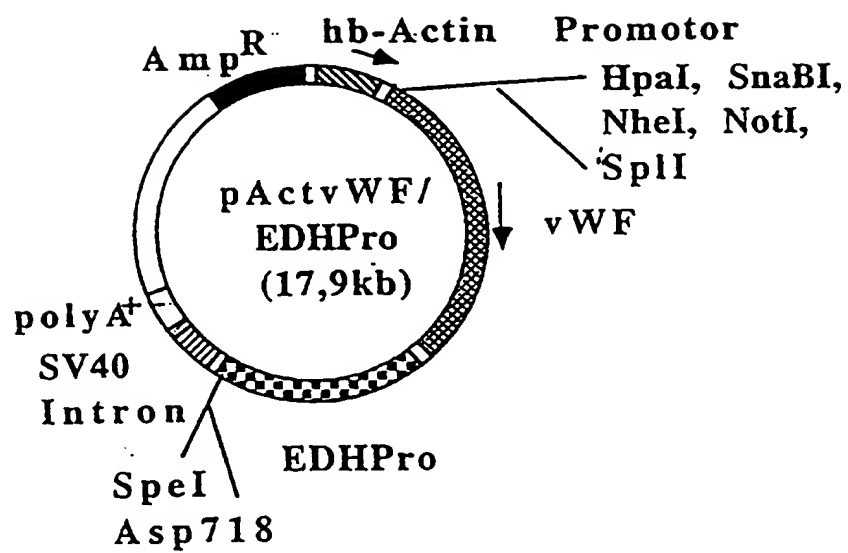 AmpR
hb-Actin Promotor
HpaI, SnaBI,
NheI, NotI,
SplI
pActvWF/
EDHPro
(17,9kb)
vWF
polyA+
SV40
Intron
EDHPro
SpeI
Asp718